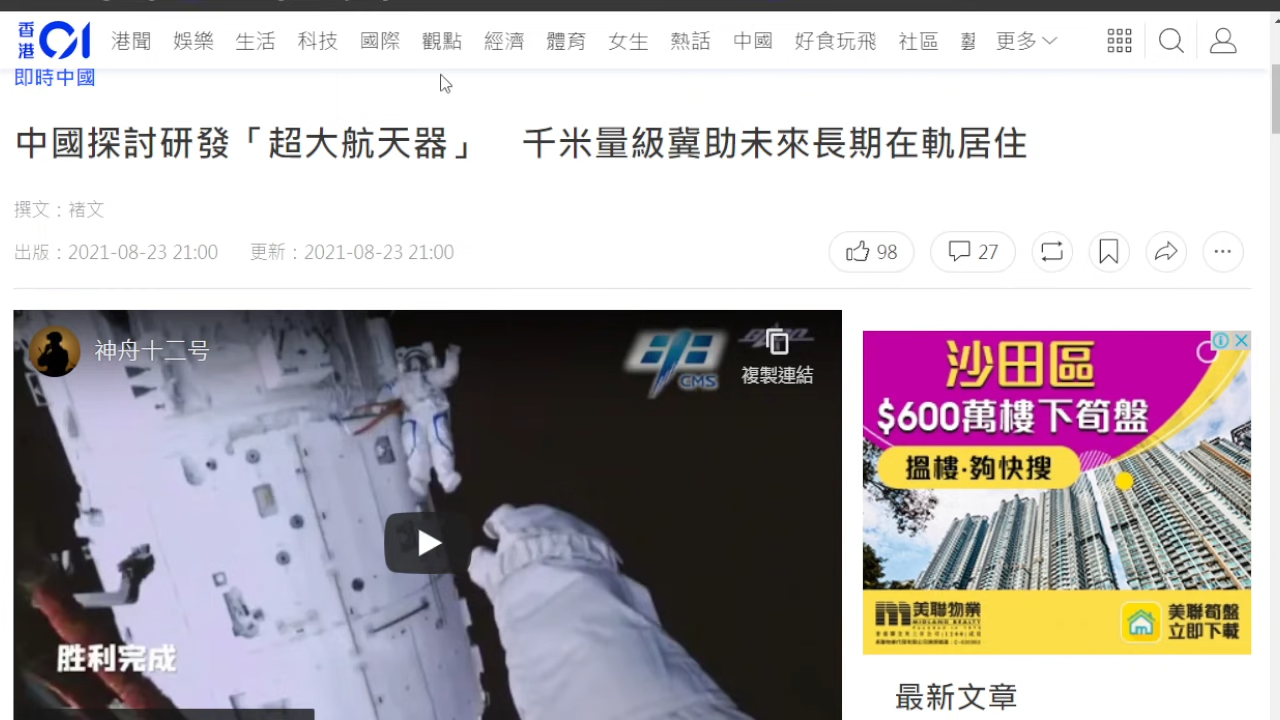 香港01
港聞 娛樂 生活 科技 國際 觀點 經濟 體育 女生 熱話 中國 好食玩飛 社區 更多
即時中國
中國探討研發「超大航天器」 千米量級冀助未來長期在軌居住
撰文：褚文
出版：2021-08-23 21:00 更新：2021-08-23 21:00
98 27
神舟十二号
CMS
複製連結
胜利完成
沙田區
$600萬樓下筍盤
搵樓·夠快搜
美聯物業
MIDLAND REALTY
美聯筍盤
立即下載
最新文章